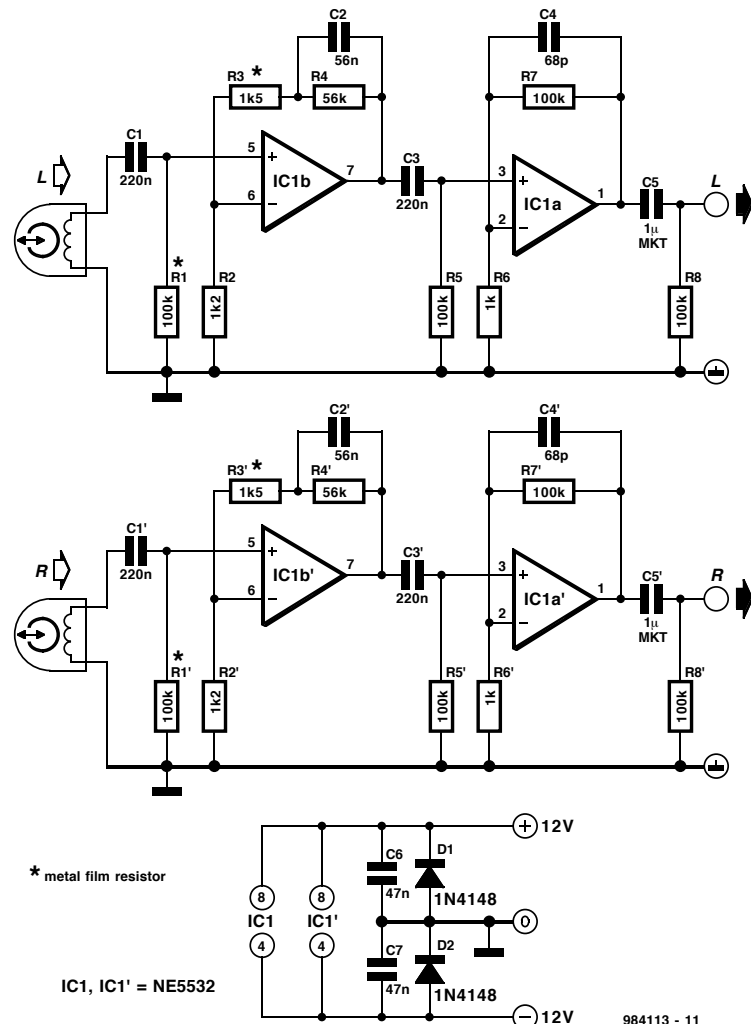 C2
56n
C4
68p
R3 *
1k5
R4
56k
R7
100k
L
C1
220n
5
+
6
–
IC1b
7
C3
220n
3
+
2
–
IC1a
1
C5
1µ
MKT
L
*
R1
100k
R2
1k2
R5
100k
R6
1k
R8
100k
C2'
56n
C4'
68p
R3' *
1k5
R4'
56k
R7'
100k
R
C1'
220n
5
+
6
–
IC1b'
7
C3'
220n
3
+
2
–
IC1a'
1
C5'
1µ
MKT
R
*
R1'
100k
R2'
1k2
R5'
100k
R6'
1k
R8'
100k
+ 12V
* metal film resistor
C6
47n
D1
1N4148
8
8
IC1
IC1'
4
4
0
C7
47n
D2
1N4148
IC1, IC1' = NE5532
– 12V
984113 - 11